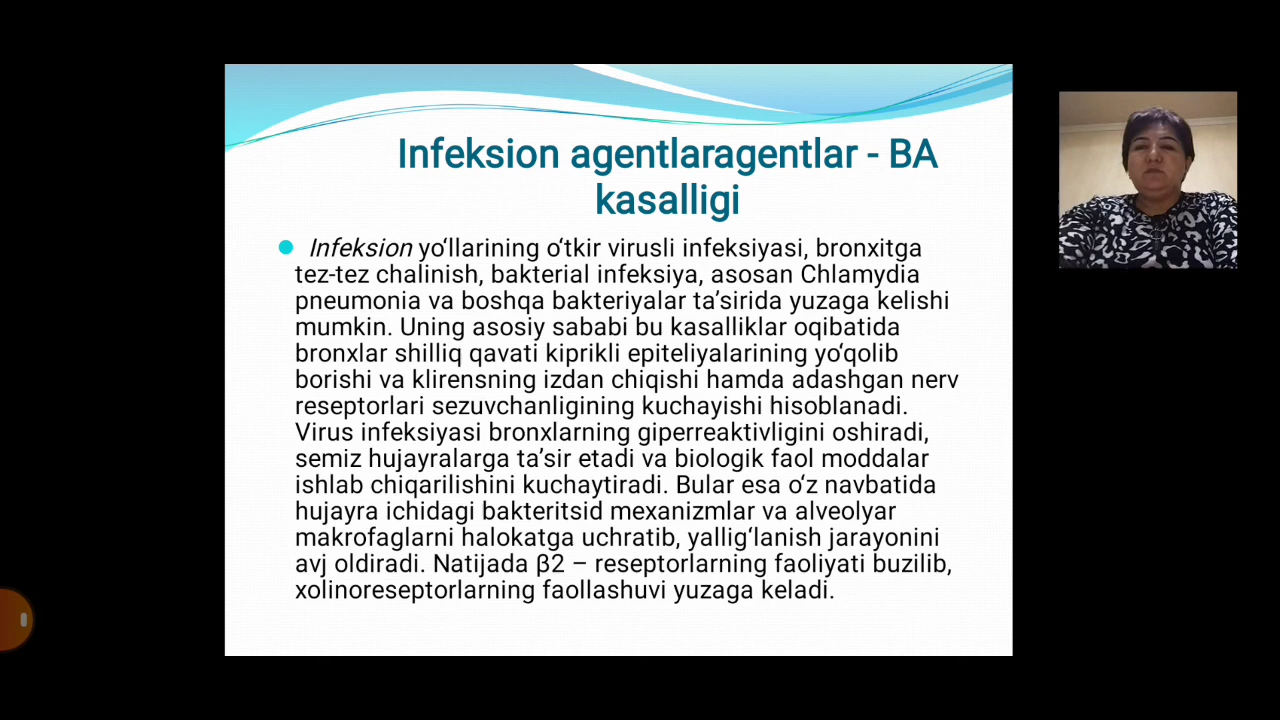 Infeksion agentlaragentlar - BA
kasalligi
Infeksion yo‘llarining o‘tkir virusli infeksiyasi, bronxitga
tez-tez chalinish, bakterial infeksiya, asosan Chlamydia
pneumonia va boshqa bakteriyalar ta’sirida yuzaga kelishi
mumkin. Uning asosiy sababi bu kasalliklar oqibatida
bronxlar shilliq qavati kiprikli epiteliyalarining yo‘qolib
borishi va klirensning izdan chiqishi hamda adashgan nerv
reseptorlari sezuvchanligining kuchayishi hisoblanadi.
Virus infeksiyasi bronxlarning giperreaktivligini oshiradi,
semiz hujayralarga ta’sir etadi va biologik faol moddalar
ishlab chiqarilishini kuchaytiradi. Bular esa o‘z navbatida
hujayra ichidagi bakteritsid mexanizmlar va alveolyar
makrofaglarni halokatga uchratib, yallig‘lanish jarayonini
avj oldiradi. Natijada β2 – reseptorlarning faoliyati buzilib,
xolinoreseptorlarning faollashuvi yuzaga keladi.